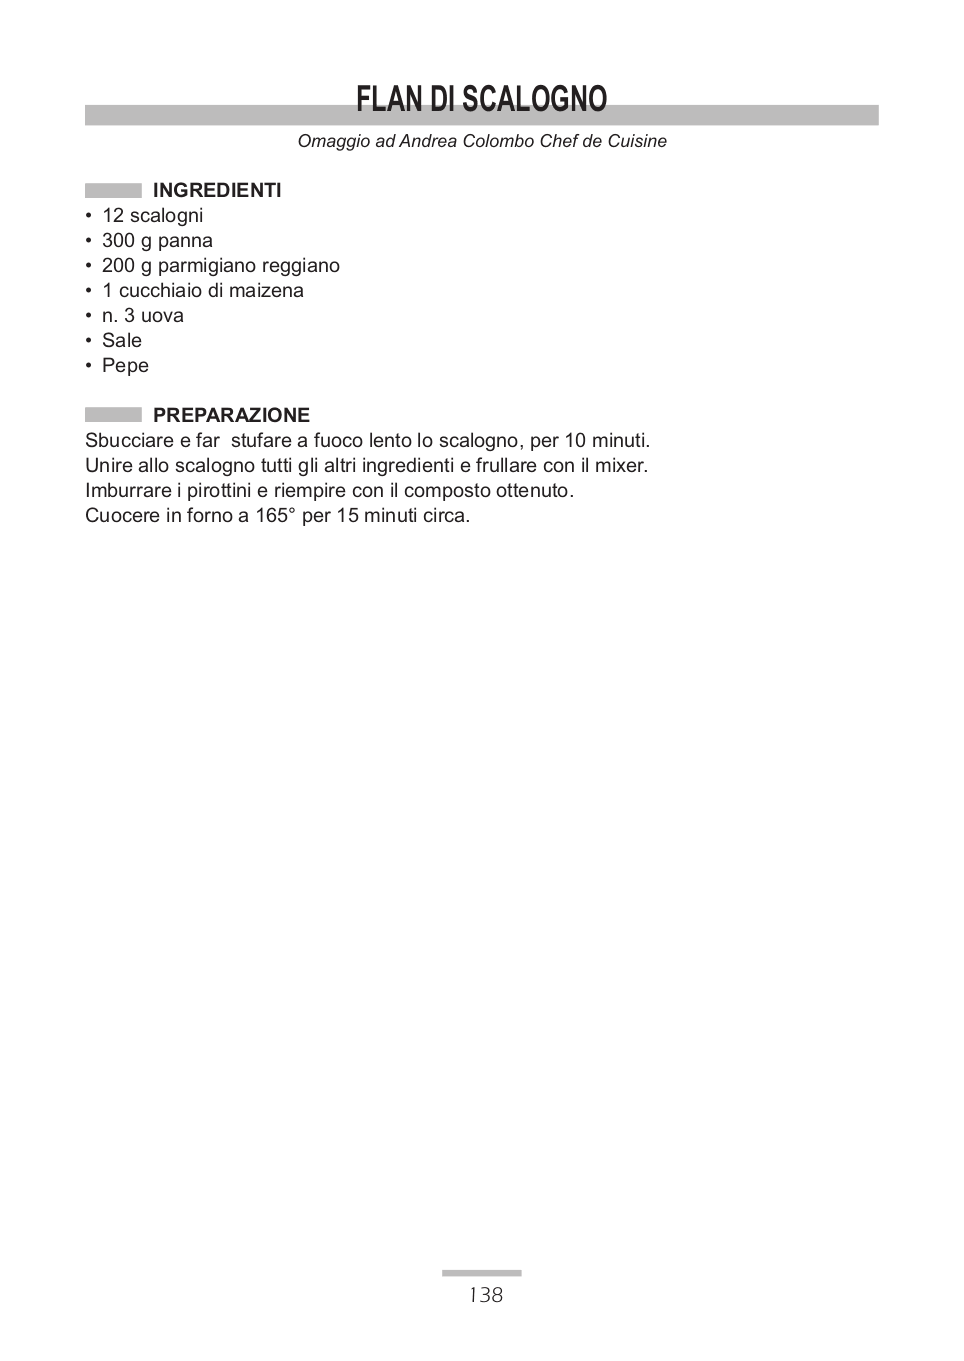 FLAN DI SCALOGNO
Omaggio ad Andrea Colombo Chef de Cuisine
INGREDIENTI
• 12 scalogni
• 300 g panna
• 200 g parmigiano reggiano
• 1 cucchiaio di maizena
• n. 3 uova
• Sale
• Pepe
PREPARAZIONE
Sbucciare e far  stufare a fuoco lento lo scalogno, per 10 minuti.
Unire allo scalogno tutti gli altri ingredienti e frullare con il mixer.
Imburrare i pirottini e riempire con il composto ottenuto.
Cuocere in forno a 165° per 15 minuti circa.
138